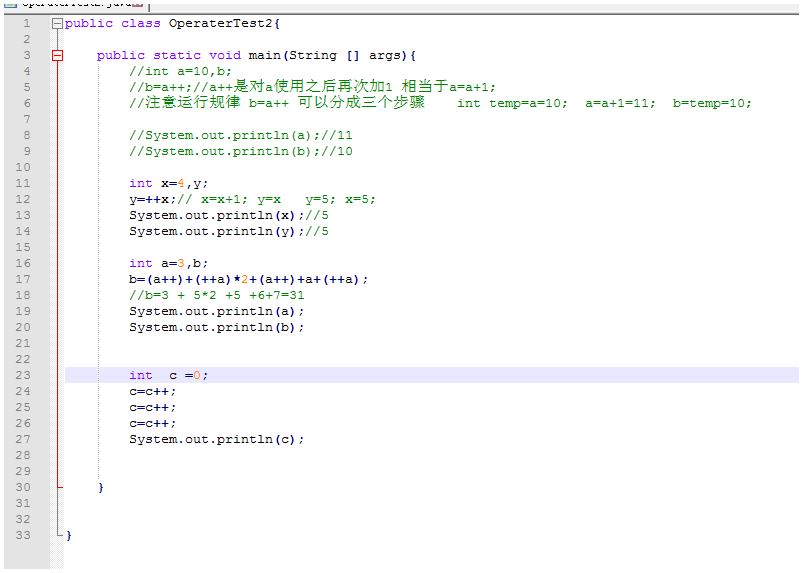 1 public class OperaterTest2{
2
3     public static void main(String [] args){
4         //int a=10,b;
5         //b=a++;//a++是对a使用之后再次加1 相当于a=a+1;
6         //注意运行规律 b=a++ 可以分成三个步骤    int temp=a=10;  a=a+1=11;  b=temp=10;
7
8         //System.out.println(a);//11
9         //System.out.println(b);//10
10
11         int x=4,y;
12         y=++x;// x=x+1; y=x   y=5; x=5;
13         System.out.println(x);//5
14         System.out.println(y);//5
15
16         int a=3,b;
17         b=(a++)+(++a)*2+(a++)+a+(++a);
18         //b=3 + 5*2 +5 +6+7=31
19         System.out.println(a);
20         System.out.println(b);
21
22
23         int  c =0;
24         c=c++;
25         c=c++;
26         c=c++;
27         System.out.println(c);
28
29
30     }
31
32
33 }